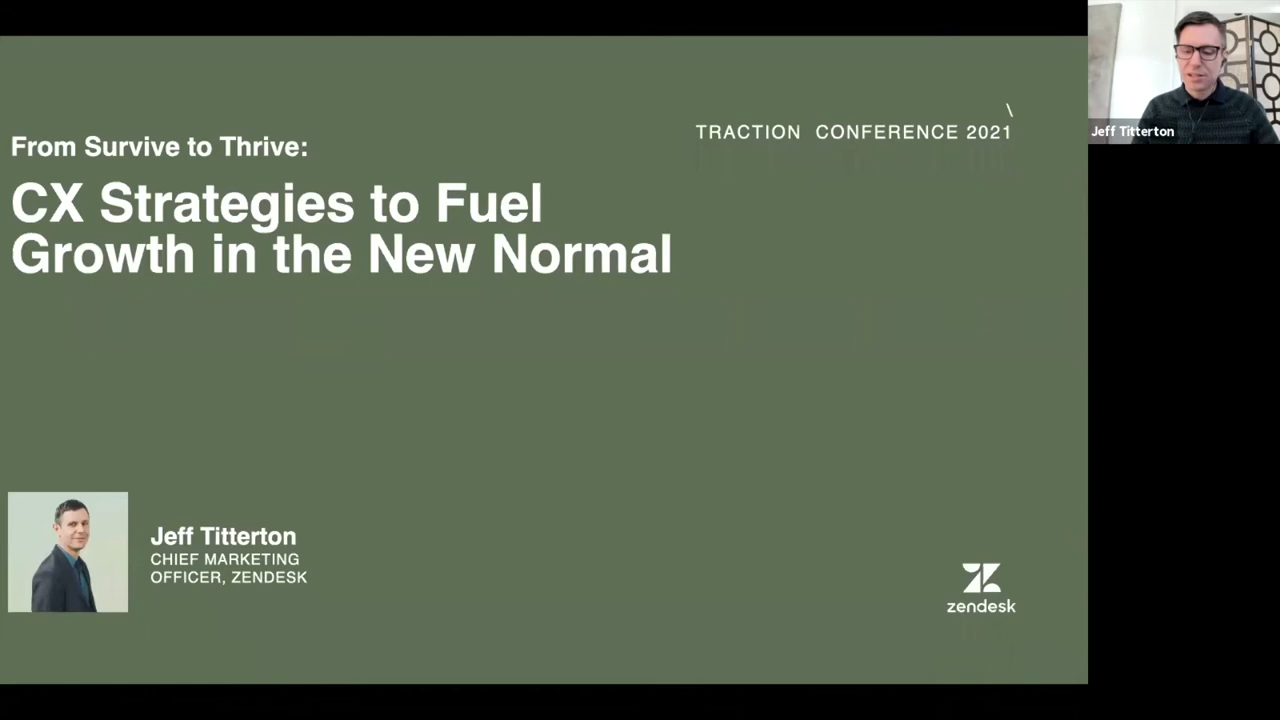 From Survive to Thrive:
CX Strategies to Fuel
Growth in the New Normal
\
TRACTION CONFERENCE 2021
Jeff Titterton
Jeff Titterton
CHIEF MARKETING
OFFICER, ZENDESK
zendesk